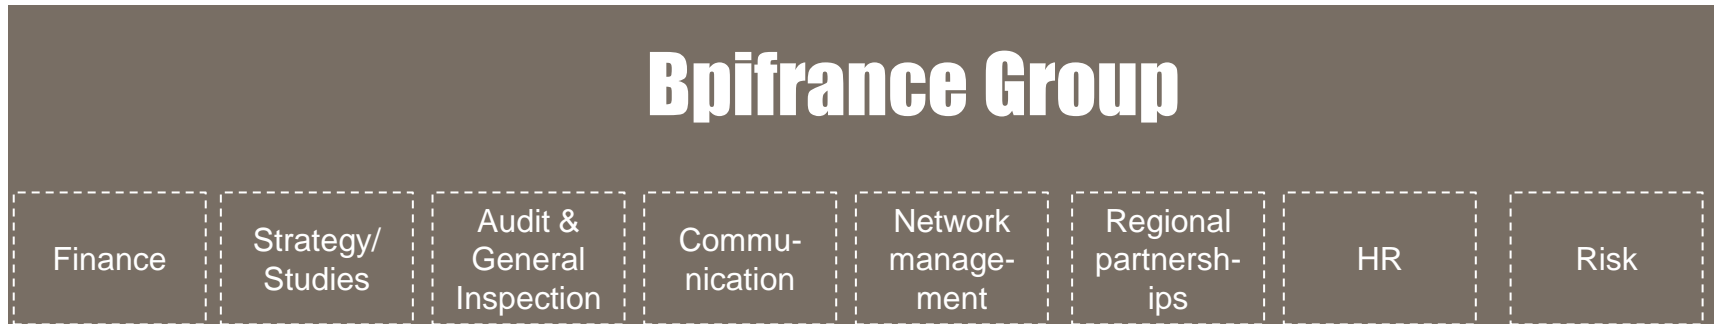 Bpifrance Group
Finance
Strategy/
Studies
Audit &
General
Inspection
Commu-
nication
Network
manage-
ment
Regional
partnersh-
ips
HR
Risk